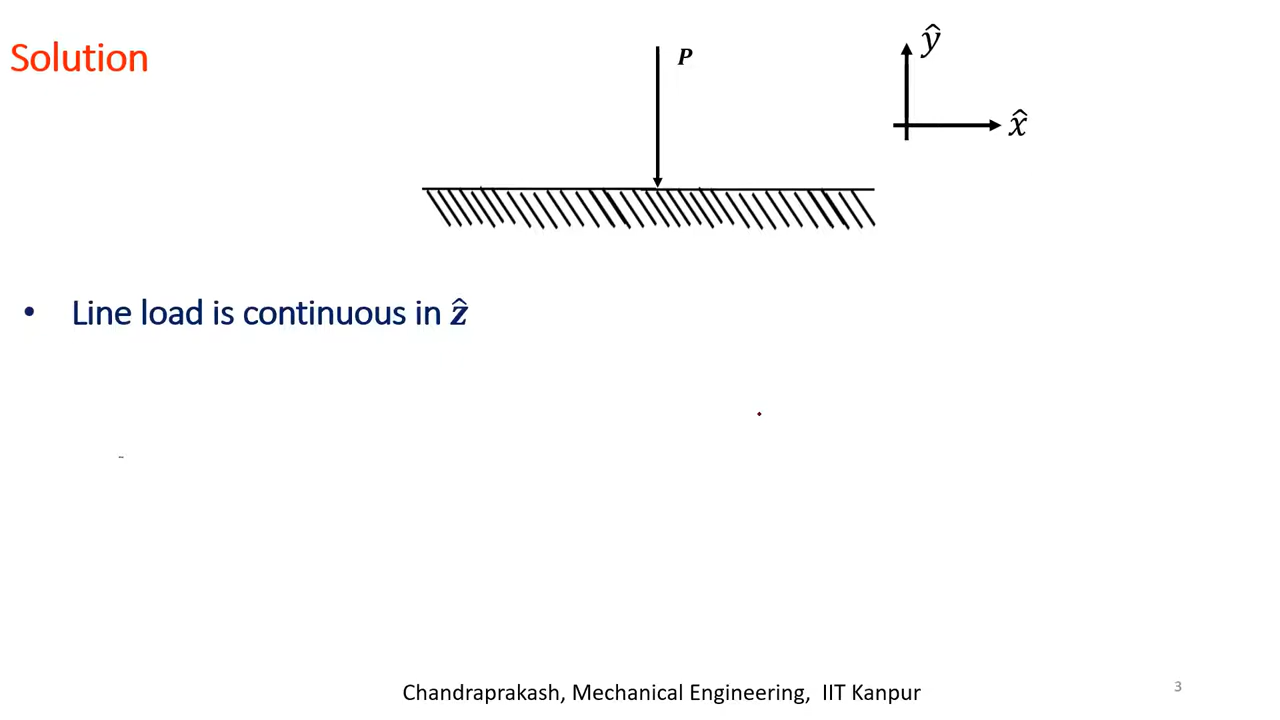 Solution
P
ŷ
x̂
• Line load is continuous in ẑ
Chandraprakash, Mechanical Engineering, IIT Kanpur
3